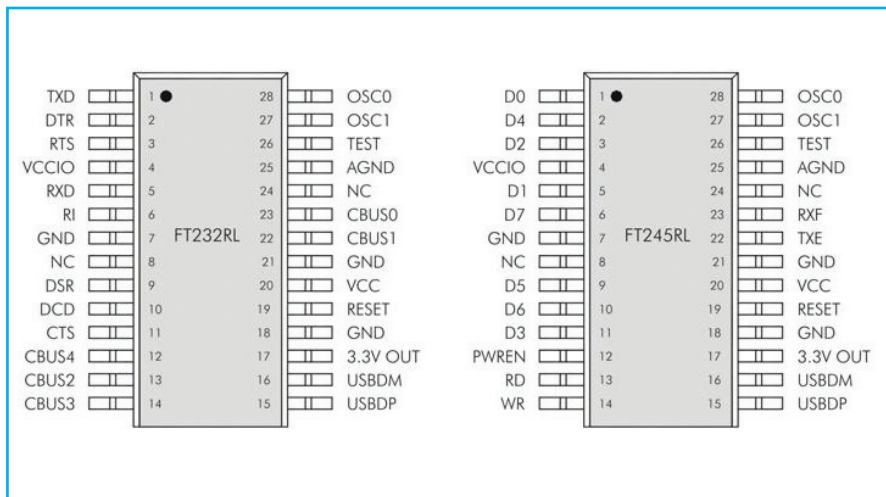 TXD 1 28 OSC0 D0 1 28 OSC0
DTR 2 27 OSC1 D4 2 27 OSC1
RTS 3 26 TEST D2 3 26 TEST
VCCIO 4 25 AGND VCCIO 4 25 AGND
RXD 5 24 NC D1 5 24 NC
RI 6 23 CBUS0 D7 6 23 RXF
GND 7 FT232RL 22 CBUS1 GND 7 FT245RL 22 TXE
NC 8 21 GND NC 8 21 GND
DSR 9 20 VCC D5 9 20 VCC
DCD 10 19 RESET D6 10 19 RESET
CTS 11 18 GND D3 11 18 GND
CBUS4 12 17 3.3V OUT PWREN 12 17 3.3V OUT
CBUS2 13 16 USBDM RD 13 16 USBDM
CBUS3 14 15 USBDP WR 14 15 USBDP